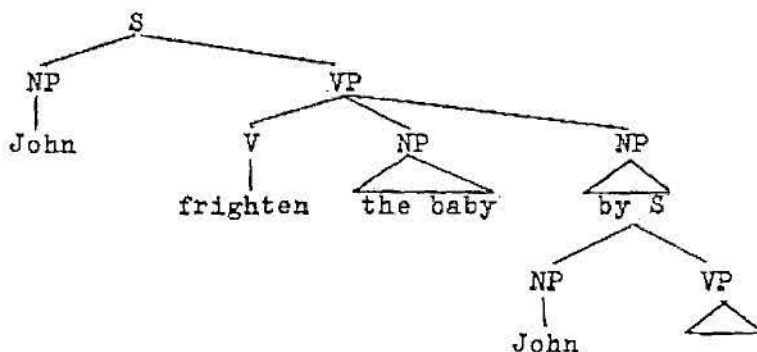 S
NP VP
John V NP NP
frighten the baby by S
NP VP
John